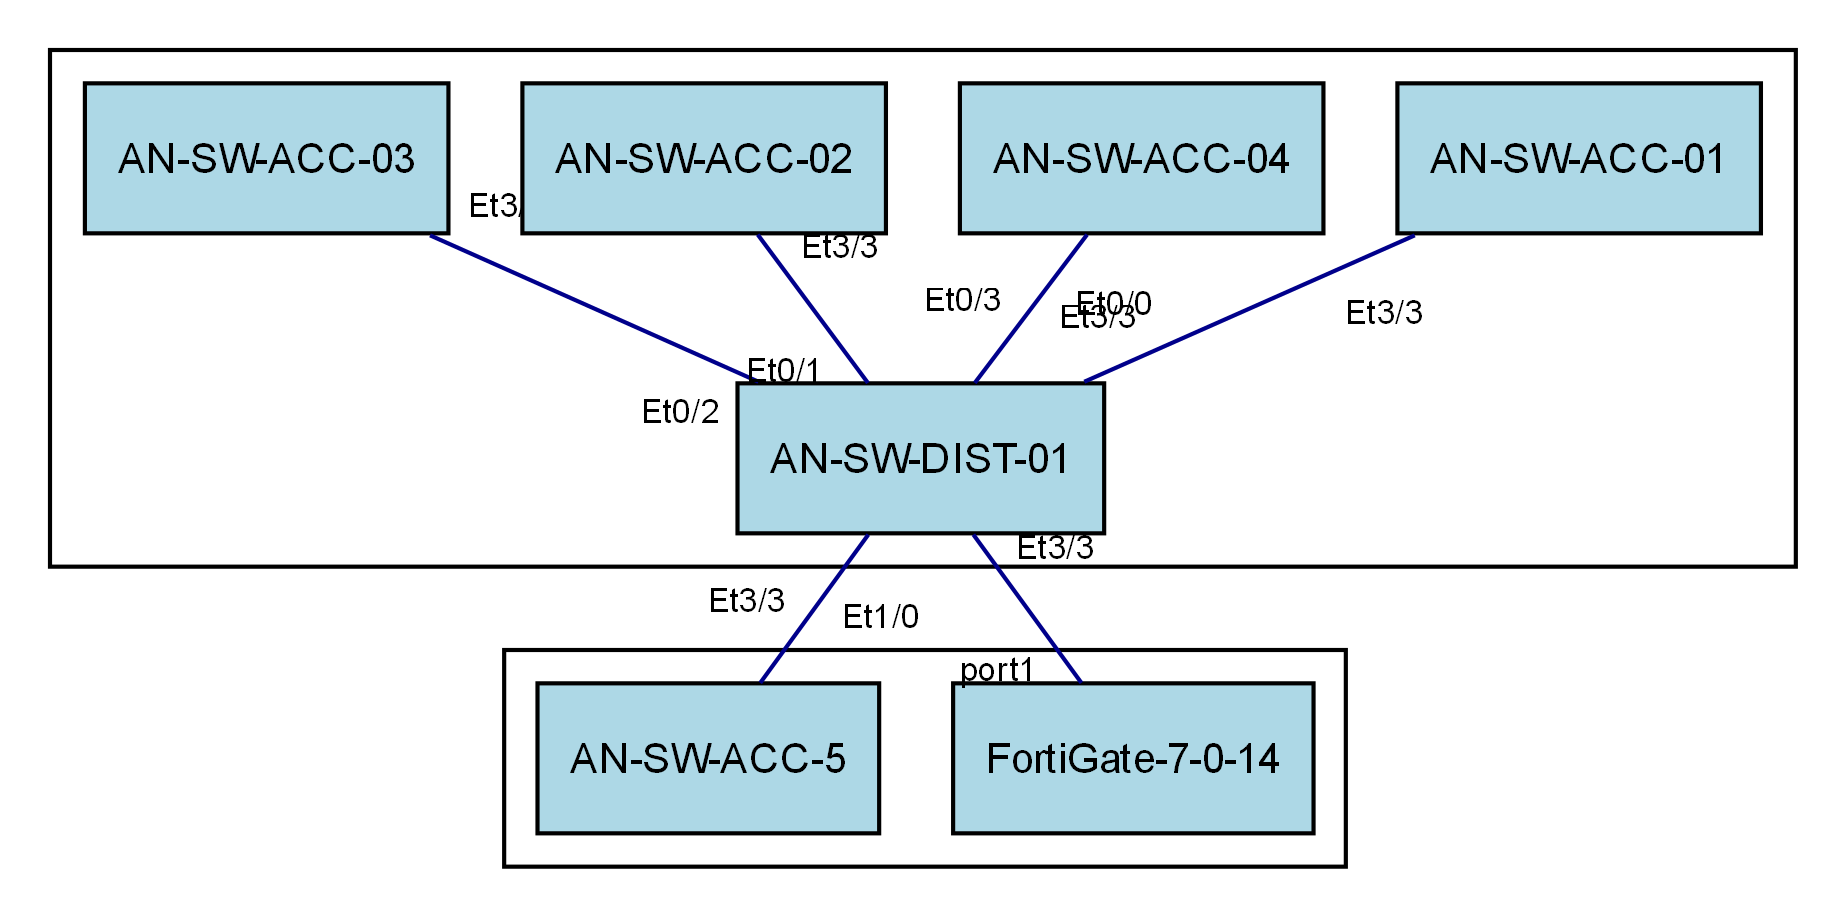 AN-SW-ACC-03
AN-SW-ACC-02
AN-SW-ACC-04
AN-SW-ACC-01
Et3/
Et3/3
Et0/3
Et0/0
Et3/3
Et3/3
Et0/1
Et0/2
AN-SW-DIST-01
Et3/3
Et3/3
Et1/0
port1
AN-SW-ACC-5
FortiGate-7-0-14